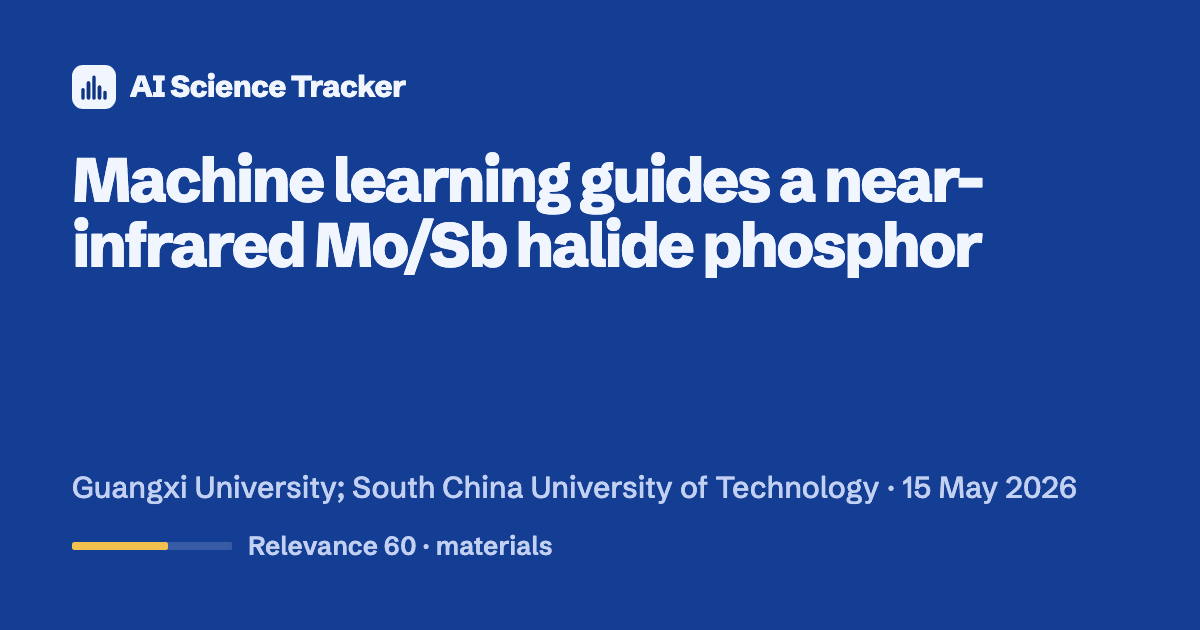 AI Science Tracker
Machine learning guides a near-
infrared Mo/Sb halide phosphor
Guangxi University; South China University of Technology · 15 May 2026
Relevance 60 · materials